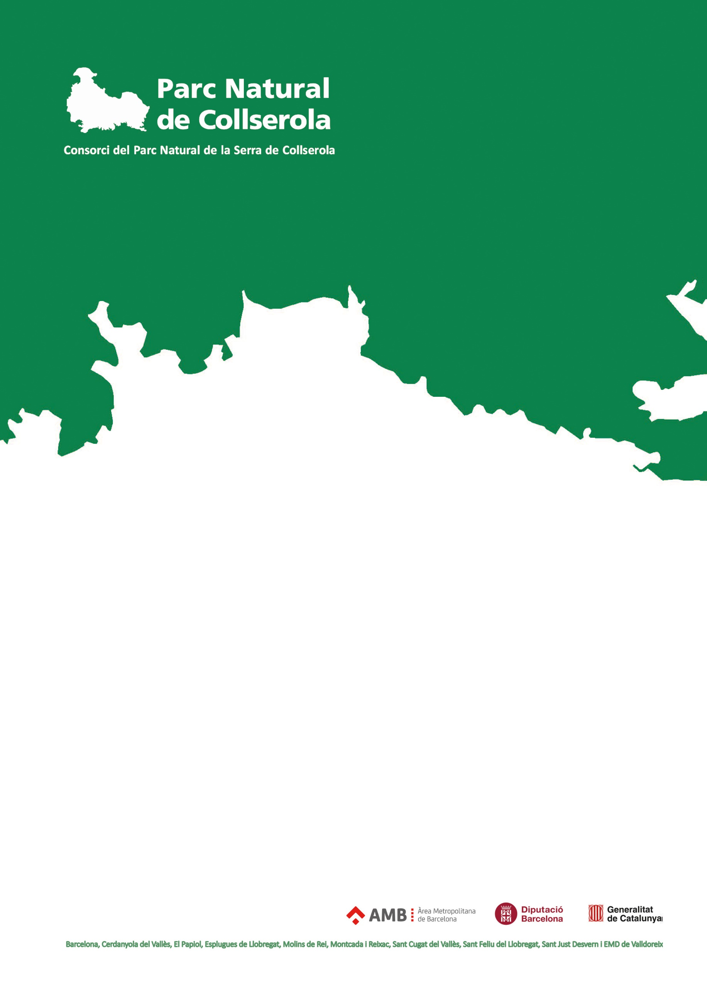 Parc Natural
de Collserola
Consorci del Parc Natural de la Serra de Collserola
AMB
Àrea Metropolitana
de Barcelona
Diputació
Barcelona
Generalitat
de Catalunya
Barcelona, Cerdanyola del Vallès, El Papiol, Esplugues de Llobregat, Molins de Rei, Montcada i Reixac, Sant Cugat del Vallès, Sant Feliu del Llobregat, Sant Just Desvern i EMD de Valldoreix